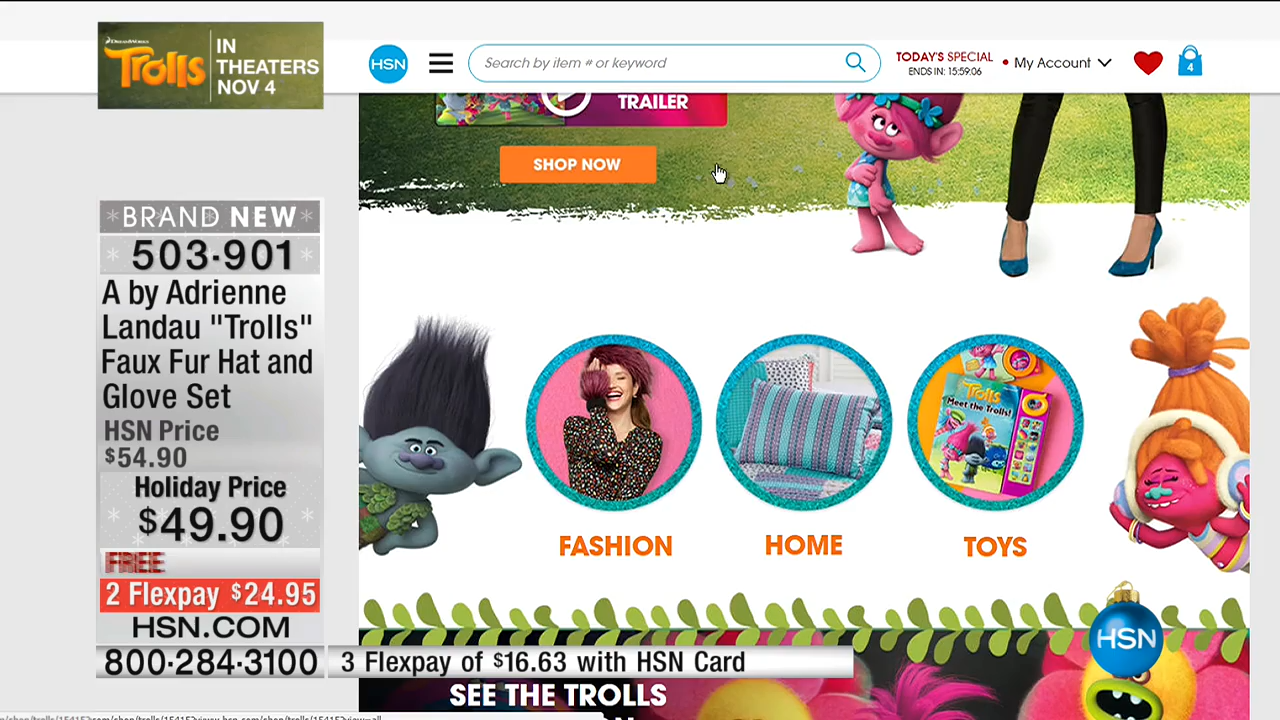 DREAMWORKS
Trolls
IN
THEATERS
NOV 4
HSN
Search by item # or keyword
TODAY'S SPECIAL
ENDS IN: 15:59:06
My Account
4
TRAILER
SHOP NOW
BRAND NEW
503·901
A by Adrienne
Landau "Trolls"
Faux Fur Hat and
Glove Set
HSN Price
$54.90
Holiday Price
$49.90
FREE
2 Flexpay $24.95
HSN.COM
800·284·3100
3 Flexpay of $16.63 with HSN Card
Trolls
Meet the Trolls!
FASHION
HOME
TOYS
HSN
SEE THE TROLLS